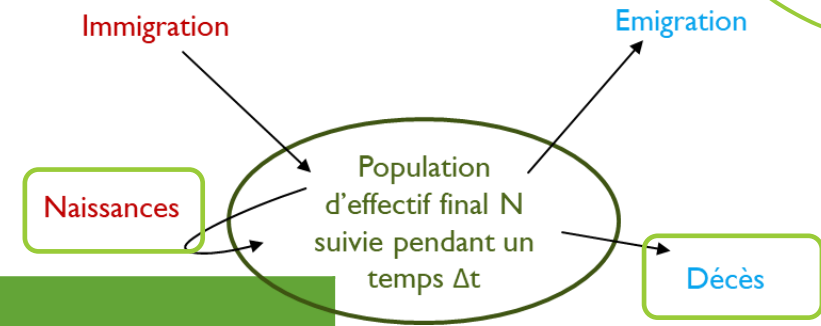 Immigration
Emigration
Population
d'effectif final N
suivie pendant un
temps Δt
Naissances
Décès